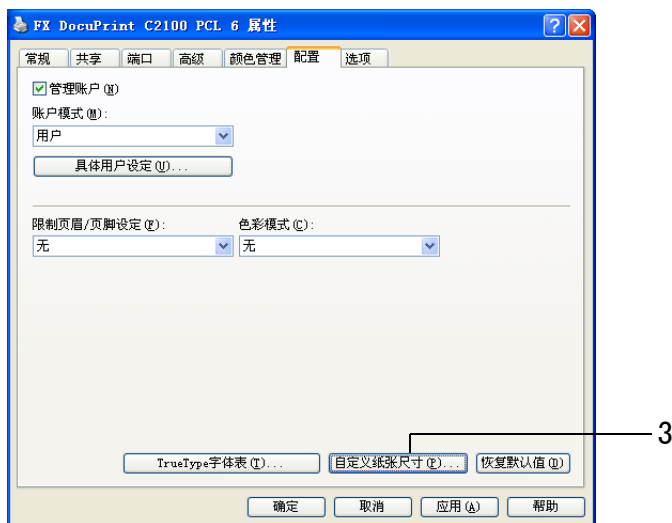 FX DocuPrint C2100 PCL 6 属性
常规 共享 端口 高级 颜色管理 配置 选项
管理账户(N)
账户模式(M):
用户
具体用户设定(U)...
限制页眉/页脚设定(F): 色彩模式(C):
无 无
3
TrueType字体表(T)... 自定义纸张尺寸(P)... 恢复默认值(D)
确定 取消 应用(A) 帮助